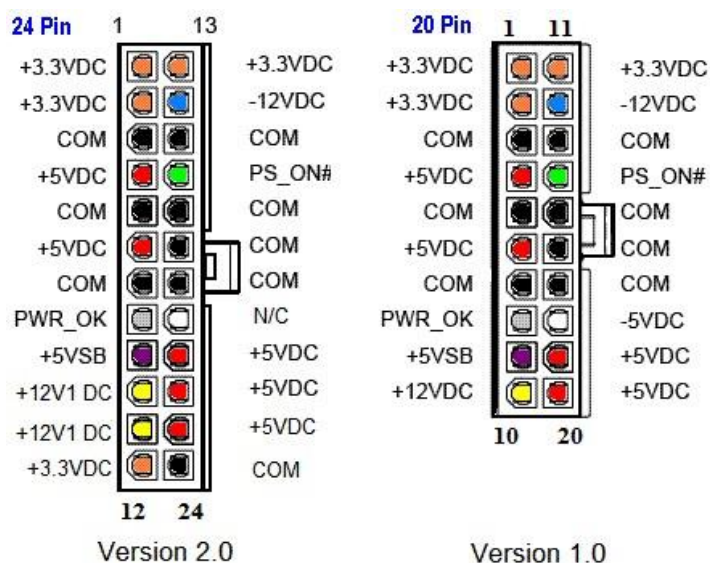 24 Pin 1 13
+3.3VDC +3.3VDC
+3.3VDC -12VDC
COM COM
+5VDC PS_ON#
COM COM
+5VDC COM
COM COM
PWR_OK N/C
+5VSB +5VDC
+12V1 DC +5VDC
+12V1 DC +5VDC
+3.3VDC COM
12 24
Version 2.0
20 Pin 1 11
+3.3VDC +3.3VDC
+3.3VDC -12VDC
COM COM
+5VDC PS_ON#
COM COM
+5VDC COM
COM COM
PWR_OK -5VDC
+5VSB +5VDC
+12VDC +5VDC
10 20
Version 1.0